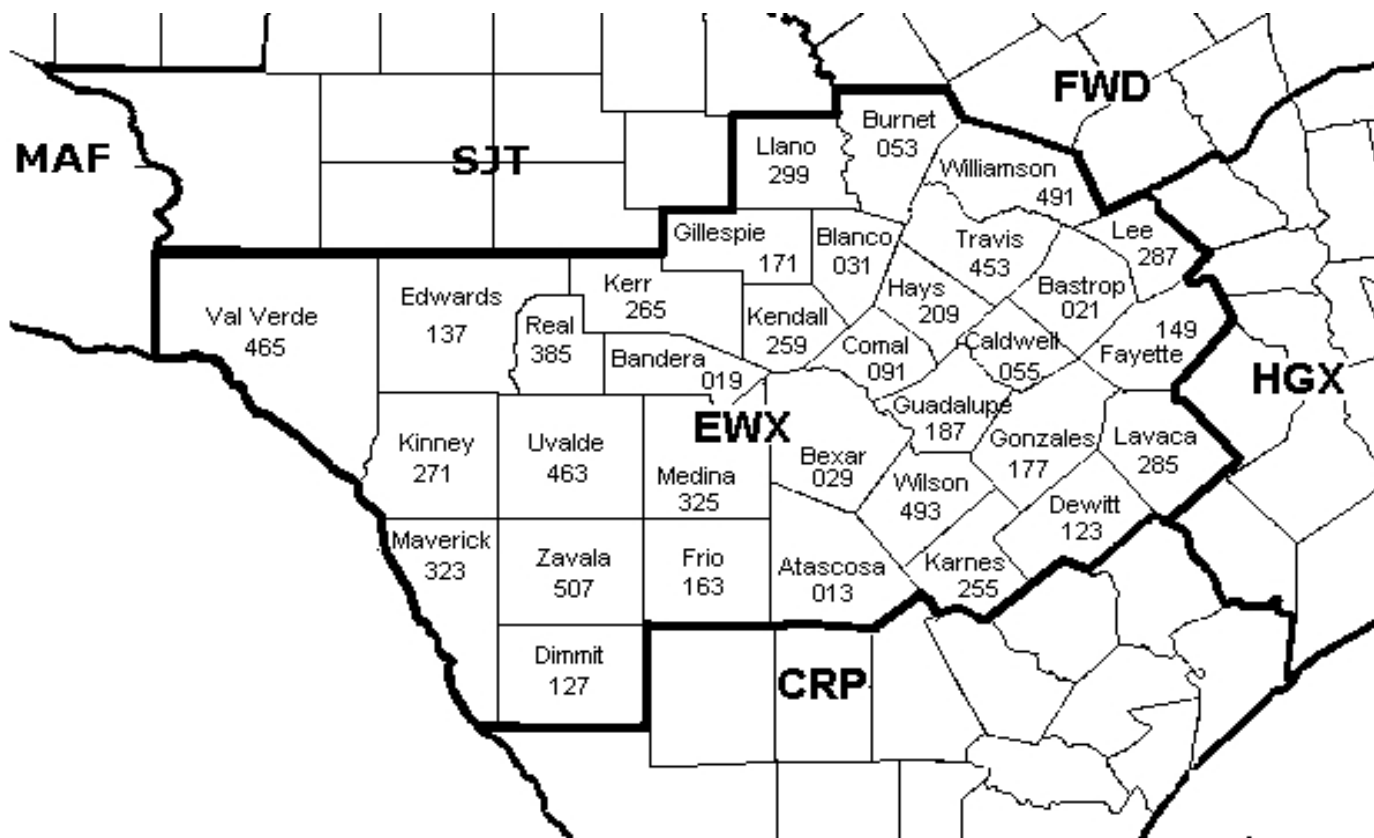 FWD
MAF
SJT
Burnet
053
Llano
299
Williamson
491
Gillespie
171
Blanco
031
Travis
453
Lee
287
Val Verde
465
Edwards
137
Kerr
265
Real
385
Bandera
019
Kendall
259
Hays
209
Comal
091
Bastrop
021
Caldwell
055
149
Fayette
HGX
EWX
Kinney
271
Uvalde
463
Medina
325
Bexar
029
Guadalupe
187
Gonzales
177
Lavaca
285
Wilson
493
Dewitt
123
Maverick
323
Zavala
507
Frio
163
Atascosa
013
Karnes
255
Dimmit
127
CRP